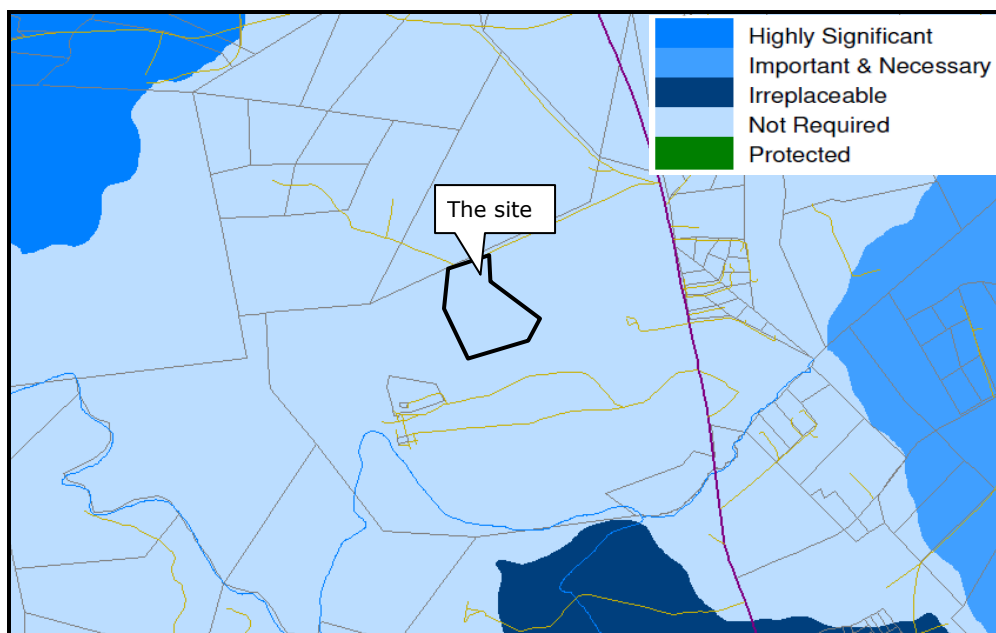 Highly Significant
Important & Necessary
Irreplaceable
Not Required
Protected
The site